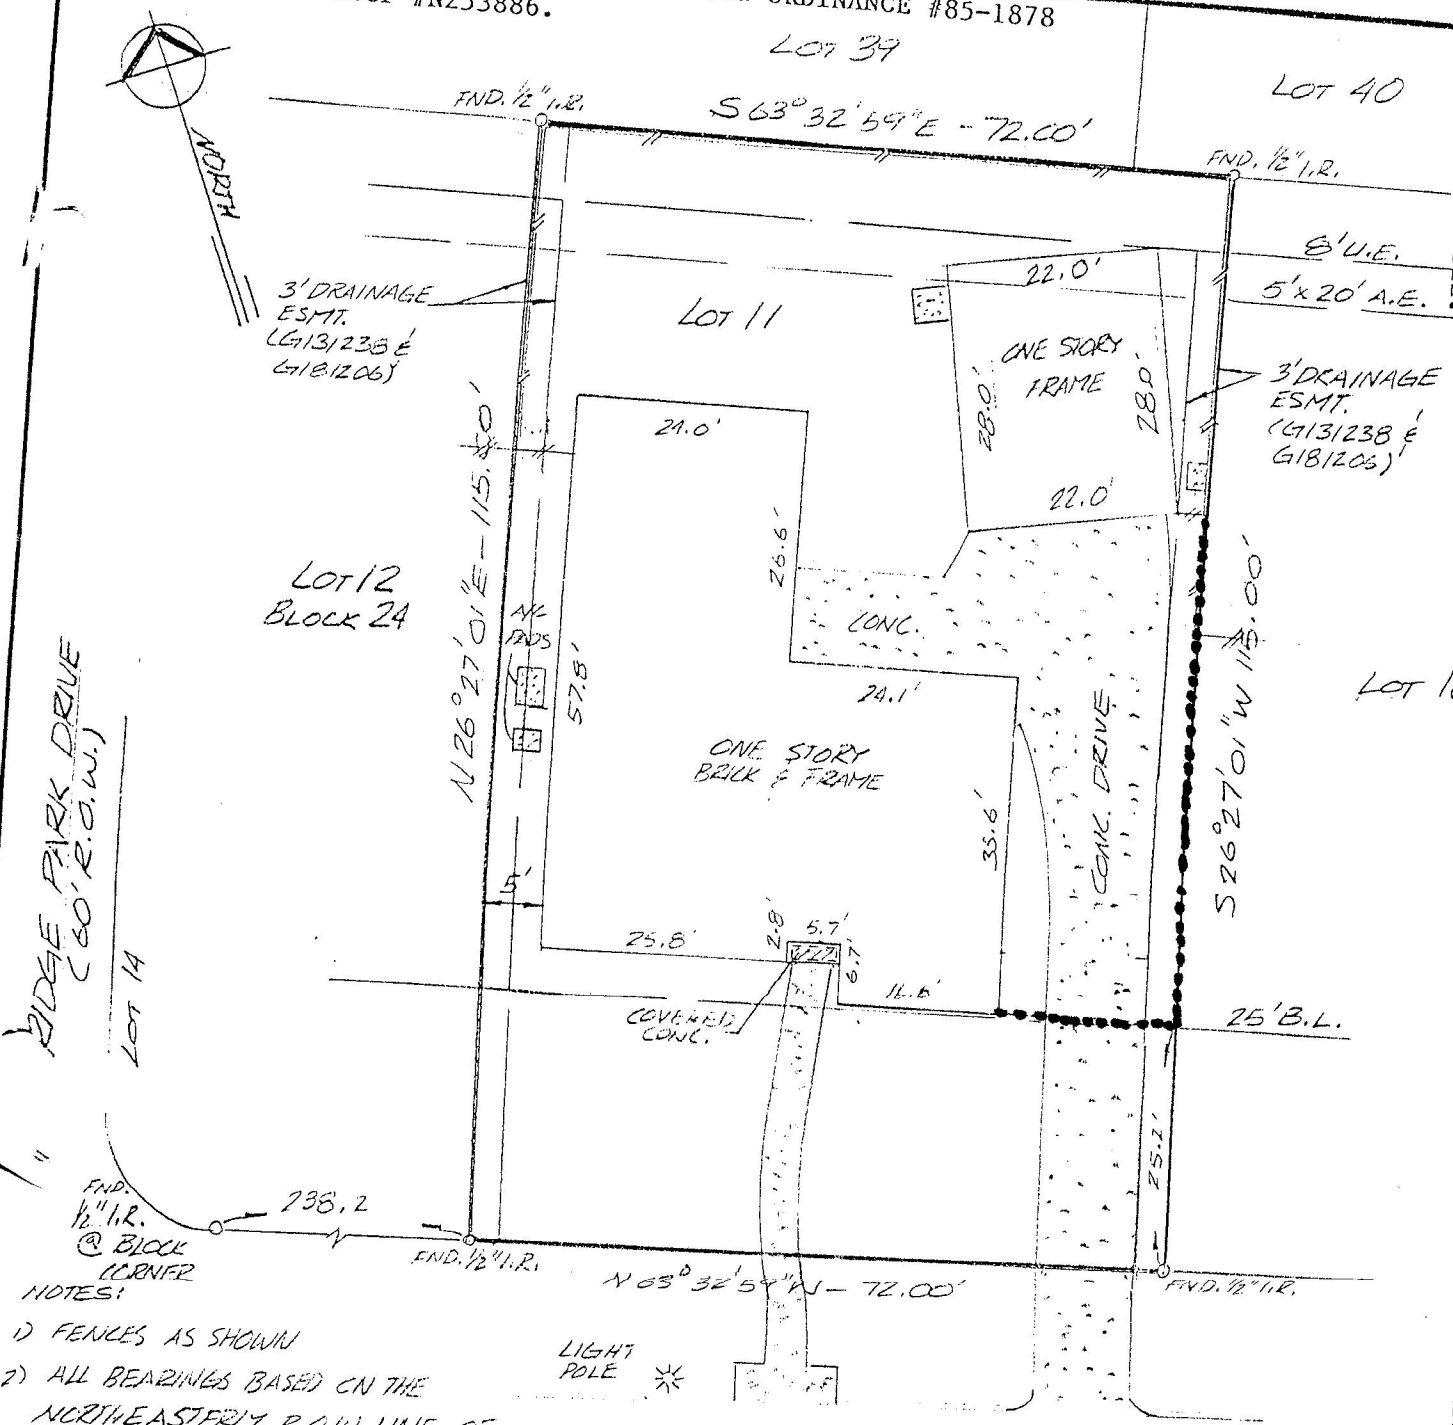 #N253886.
ORDINANCE #85-1878
LOT 39
LOT 40
FND. 1/2" I.R.
S 63° 32' 59" E - 72.00'
FND. 1/2" I.R.
NORTH
8' U.E.
5' x 20' A.E.
3' DRAINAGE
ESMT.
(G131238 &
G181206)
LOT 11
22.0'
ONE STORY
FRAME
28.0'
28.0'
22.0'
3' DRAINAGE
ESMT.
(G131238 &
G181206)
21.0'
26.6'
N 26° 27' 01" E - 115.00'
S 26° 27' 01" W 115.00'
LOT 12
BLOCK 24
A/C
PADS
57.8'
CONC.
24.1'
LOT
ONE STORY
BRICK & FRAME
CONC. DRIVE
35.6'
RIDGE PARK DRIVE
(60' R.O.W.)
LOT 14
5'
25.8'
2.8'
5.7'
6.7'
COVERED
CONC.
25' B.L.
FND.
1/2" I.R.
@ BLOCK
CORNER
238.2
FND. 1/2" I.R.
N 63° 32' 59" W - 72.00'
FND. 1/2" I.R.
NOTES:
1) FENCES AS SHOWN
2) ALL BEARINGS BASED ON THE
NORTHEASTERLY R.O.W. LINE OF
LIGHT
POLE